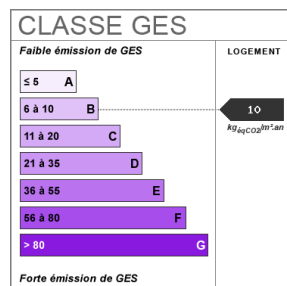 CLASSE GES
Faible émission de GES
LOGEMENT
≤ 5 A
6 à 10 B
10
kgéqCO2/m².an
11 à 20 C
21 à 35 D
36 à 55 E
56 à 80 F
> 80 G
Forte émission de GES